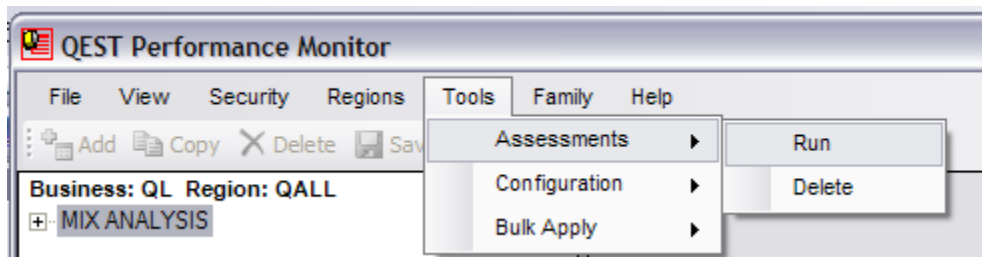 QEST Performance Monitor
File View Security Regions Tools Family Help
Add Copy Delete Assessments Run
Business: QL Region: QALL Configuration Delete
MIX ANALYSIS Bulk Apply